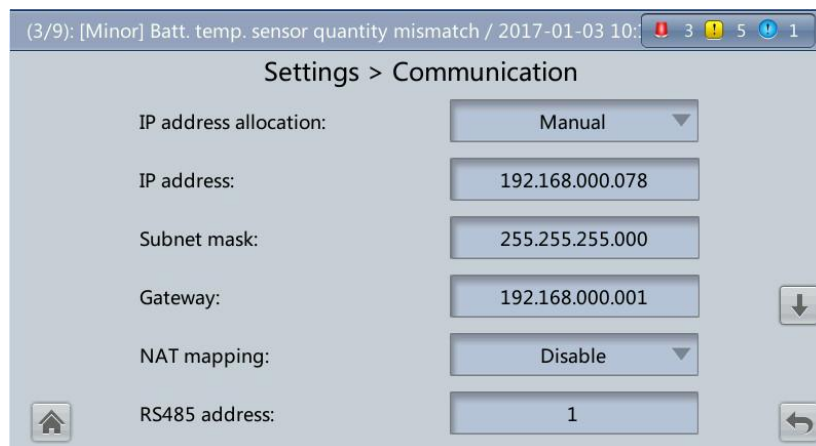 (3/9): [Minor] Batt. temp. sensor quantity mismatch / 2017-01-03 10: 3 5 1
Settings > Communication
IP address allocation: Manual
IP address: 192.168.000.078
Subnet mask: 255.255.255.000
Gateway: 192.168.000.001
NAT mapping: Disable
RS485 address: 1